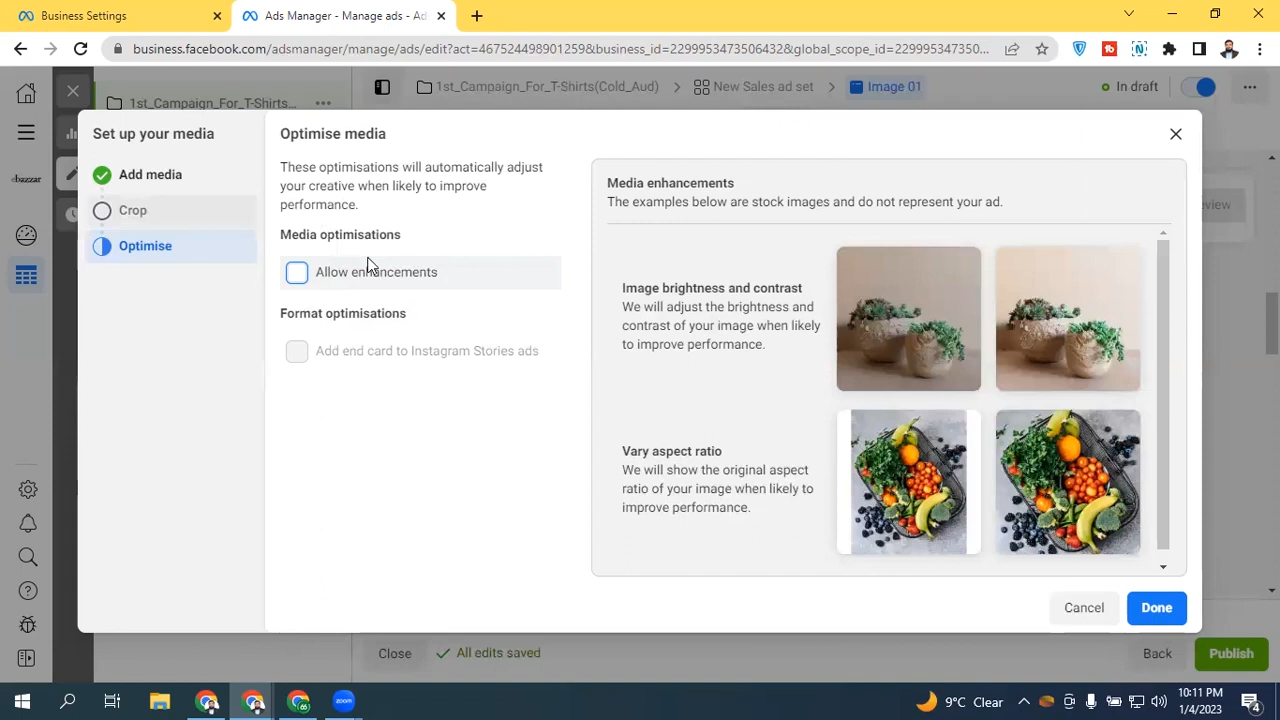 Business Settings
Ads Manager - Manage ads - Ad
business.facebook.com/adsmanager/manage/ads/edit?act=467524498901259&business_id=2299953473506432&global_scope_id=229995347350...
1st_Campaign_For_T-Shirts...
1st_Campaign_For_T-Shirts(Cold_Aud)
New Sales ad set
Image 01
In draft
Set up your media
Add media
Crop
Optimise
Optimise media
These optimisations will automatically adjust
your creative when likely to improve
performance.
Media optimisations
Allow enhancements
Format optimisations
Add end card to Instagram Stories ads
Media enhancements
The examples below are stock images and do not represent your ad.
Image brightness and contrast
We will adjust the brightness and
contrast of your image when likely
to improve performance.
Vary aspect ratio
We will show the original aspect
ratio of your image when likely to
improve performance.
Cancel
Done
eview
Close
All edits saved
Back
Publish
zoom
9°C Clear
10:11 PM
1/4/2023
4